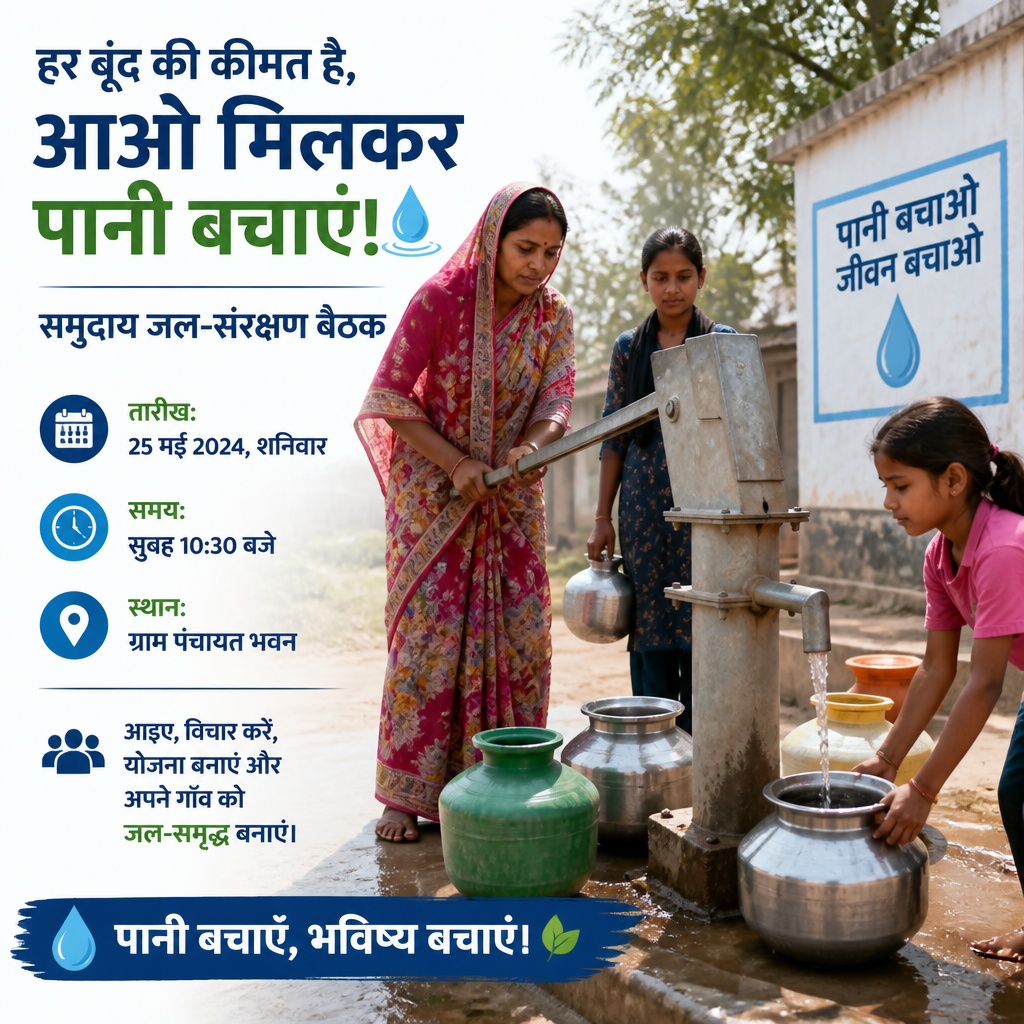 हर बूंद की कीमत है,
आओ मिलकर
पानी बचाएं!
समुदाय जल-संरक्षण बैठक
तारीख:
25 मई 2024, शनिवार
समय:
सुबह 10:30 बजे
स्थान:
ग्राम पंचायत भवन
आइए, विचार करें,
योजना बनाएं और
अपने गॉव को
जल-समृद्ध बनाएं।
पानी बचाऍ, भविष्य बचाएं!
पानी बचाओ
जीवन बचाओ